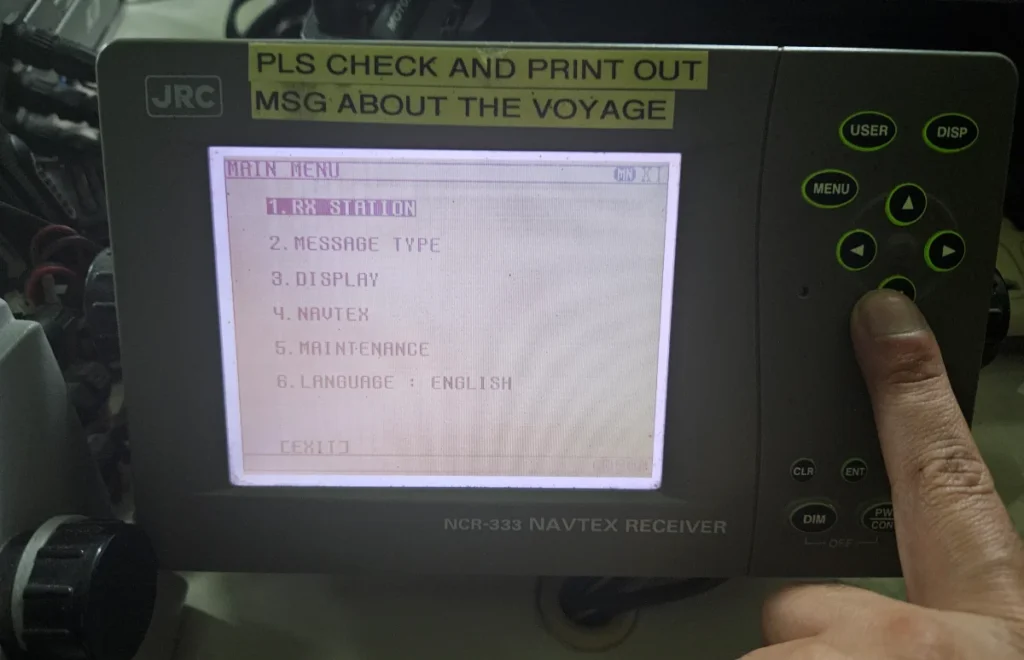 PLS CHECK AND PRINT OUT
MSG ABOUT THE VOYAGE
JRC
MAIN MENU
1.RX STATION
2.MESSAGE TYPE
3.DISPLAY
4.NAVTEX
5.MAINTENANCE
6.LANGUAGE : ENGLISH
[EXIT]
NCR-333 NAVTEX RECEIVER
USER
DISP
MENU
CLR
ENT
DIM
OFF